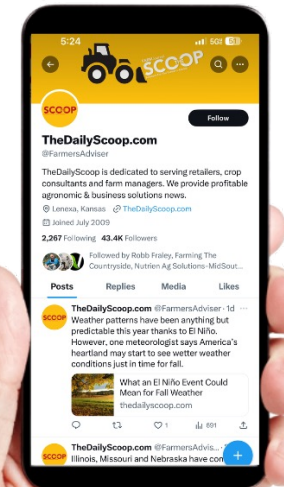 5:24
5GE
SCOOP
SCOOP
Follow
TheDailyScoop.com
@FarmersAdviser
TheDailyScoop is dedicated to serving retailers, crop
consultants and farm managers. We provide profitable
agronomic & business solutions news.
Lenexa, Kansas TheDailyScoop.com
Joined July 2009
2,267 Following 43.4K Followers
Followed by Robb Fraley, Farming The
Countryside, Nutrien Ag Solutions-MidSout...
Posts Replies Media Likes
SCOOP
TheDailyScoop.com @FarmersAdviser · 1d
Weather patterns have been anything but
predictable this year thanks to El Niño.
However, one meteorologist says America's
heartland may start to see wetter weather
conditions just in time for fall.
What an El Niño Event Could
Mean for Fall Weather
thedailyscoop.com
1 691
SCOOP
TheDailyScoop.com @FarmersAdvis...
Illinois, Missouri and Nebraska have